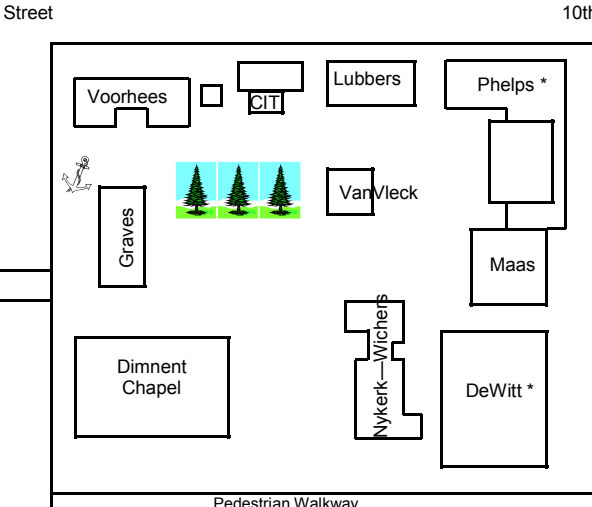 Street
10th
Voorhees
CIT
Lubbers
Phelps *
VanVleck
Graves
Maas
Nykerk—Wichers
Dimnent
Chapel
DeWitt *
Pedestrian Walkway